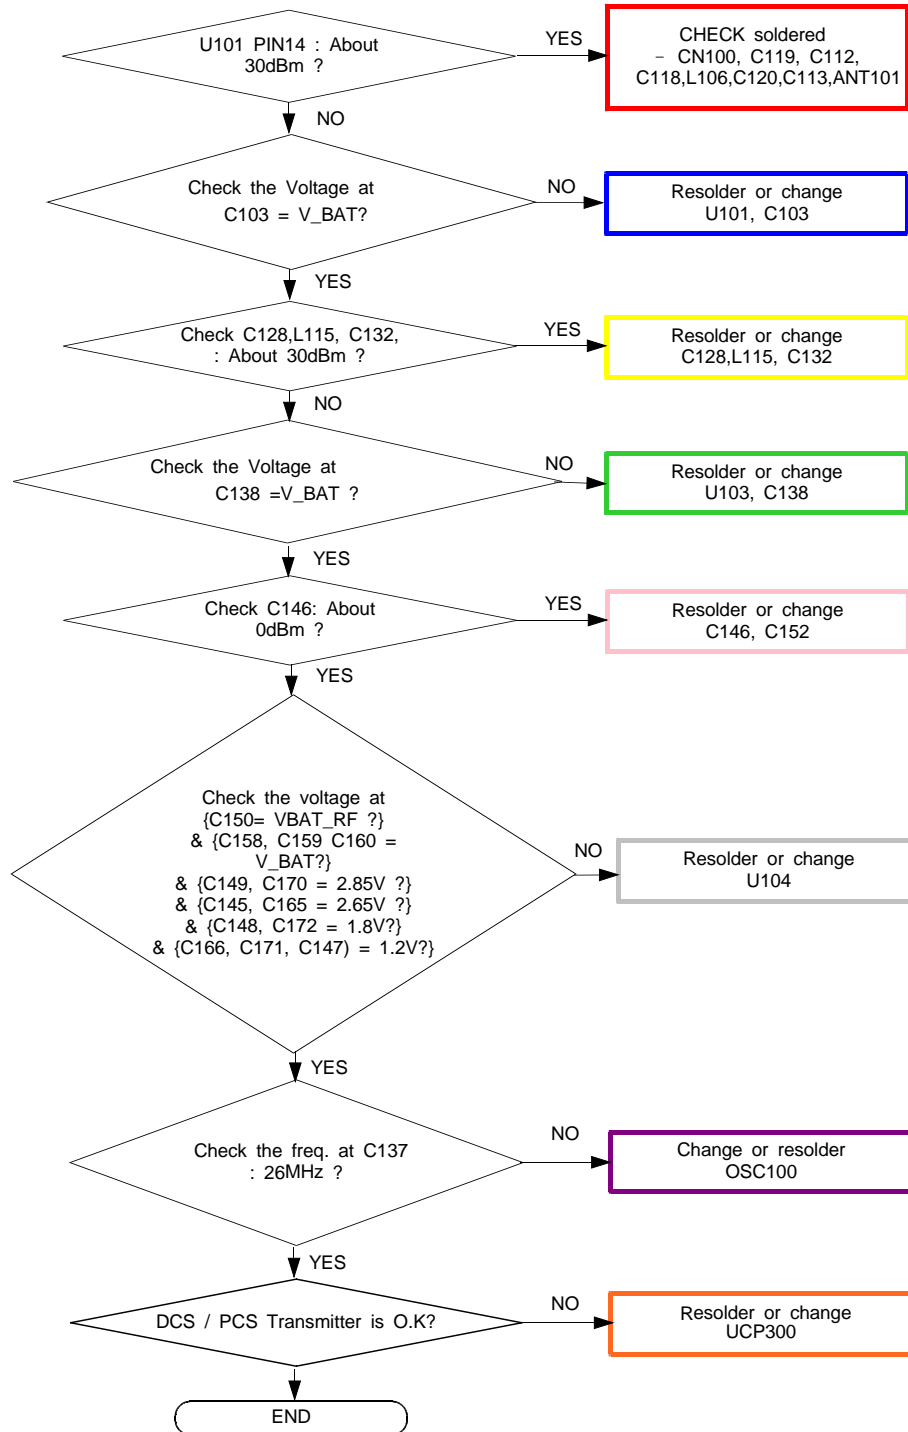 U101 PIN14 : About
30dBm ?
YES
CHECK soldered
- CN100, C119, C112,
C118,L106,C120,C113,ANT101
NO
Check the Voltage at
C103 = V_BAT?
NO
Resolder or change
U101, C103
YES
Check C128,L115, C132,
: About 30dBm ?
YES
Resolder or change
C128,L115, C132
NO
Check the Voltage at
C138 =V_BAT ?
NO
Resolder or change
U103, C138
YES
Check C146: About
0dBm ?
YES
Resolder or change
C146, C152
YES
Check the voltage at
{C150= VBAT_RF ?}
& {C158, C159 C160 =
V_BAT?}
& {C149, C170 = 2.85V ?}
& {C145, C165 = 2.65V ?}
& {C148, C172 = 1.8V?}
& {C166, C171, C147) = 1.2V?}
NO
Resolder or change
U104
YES
Check the freq. at C137
: 26MHz ?
NO
Change or resolder
OSC100
YES
DCS / PCS Transmitter is O.K?
NO
Resolder or change
UCP300
END